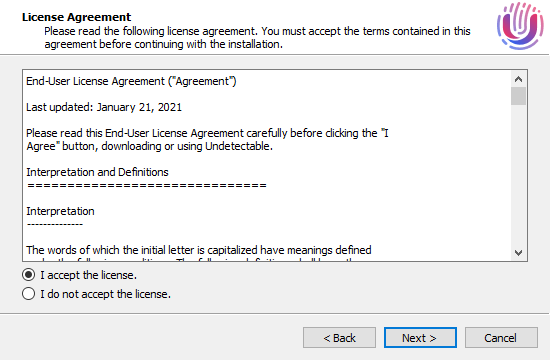 License Agreement
Please read the following license agreement. You must accept the terms contained in this
agreement before continuing with the installation.
End-User License Agreement ("Agreement")
Last updated: January 21, 2021
Please read this End-User License Agreement carefully before clicking the "I
Agree" button, downloading or using Undetectable.
Interpretation and Definitions
==============================
Interpretation
--------------
The words of which the initial letter is capitalized have meanings defined
I accept the license.
I do not accept the license.
< Back
Next >
Cancel